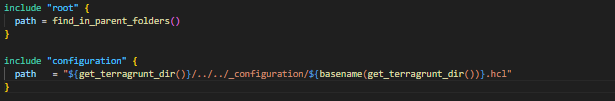 include "root" {
  path = find_in_parent_folders()
}

include "configuration" {
  path   = "${get_terragrunt_dir()}/../../_configuration/${basename(get_terragrunt_dir())}.hcl"
}